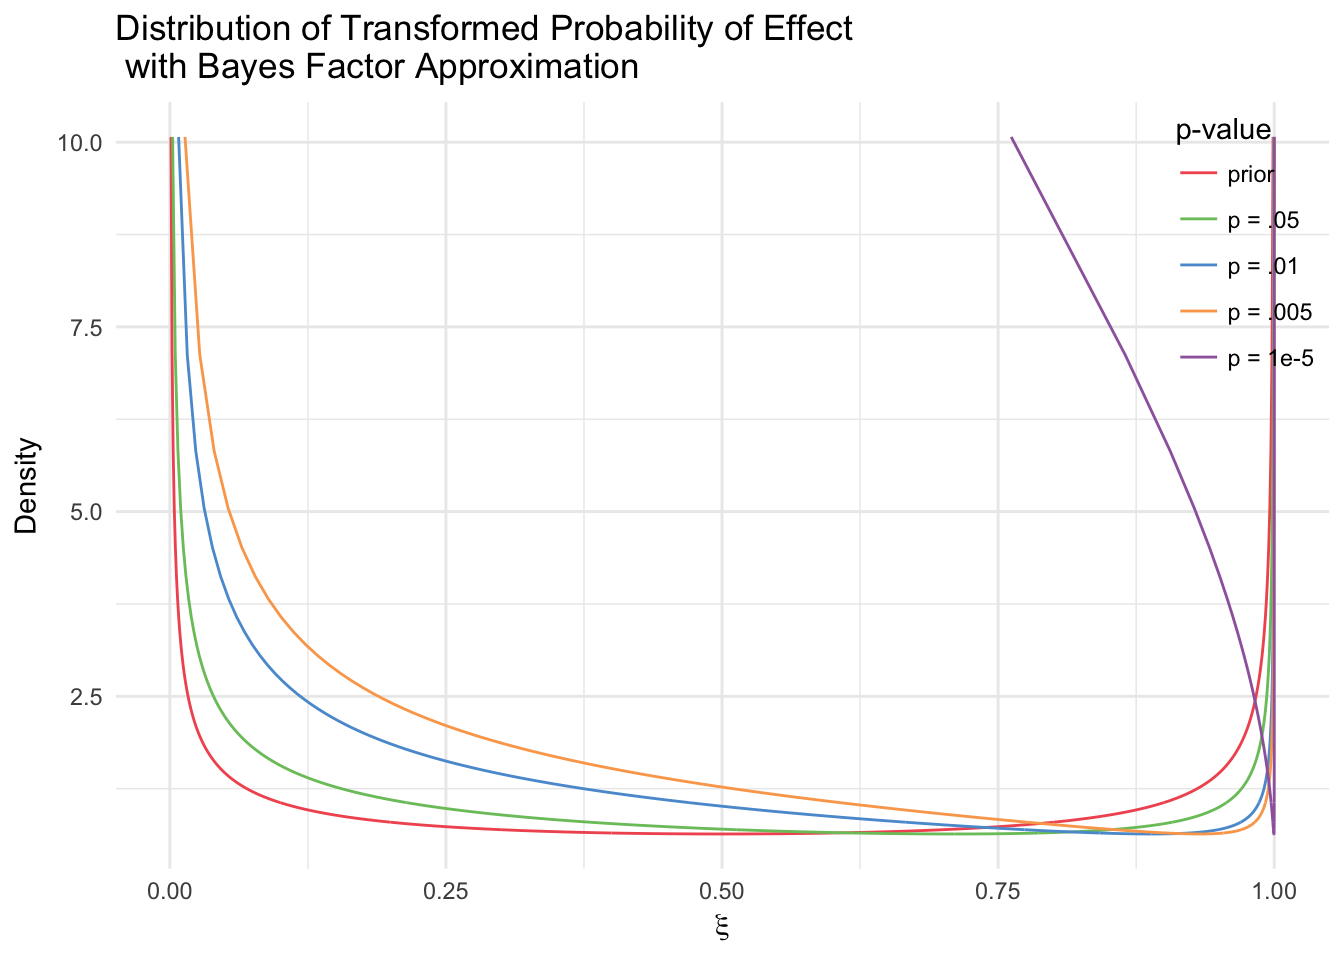 Distribution of Transformed Probability of Effect
with Bayes Factor Approximation
p-value
prior
p = .05
p = .01
p = .005
p = 1e-5
10.0
7.5
5.0
2.5
Density
0.00 0.25 0.50 0.75 1.00
ξ